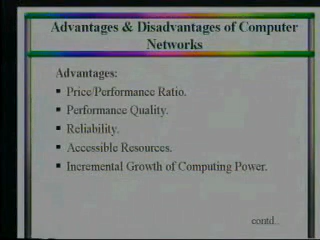 Advantages & Disadvantages of Computer
Networks
Advantages:
▪ Price/Performance Ratio.
▪ Performance Quality.
▪ Reliability.
▪ Accessible Resources.
▪ Incremental Growth of Computing Power.
contd..